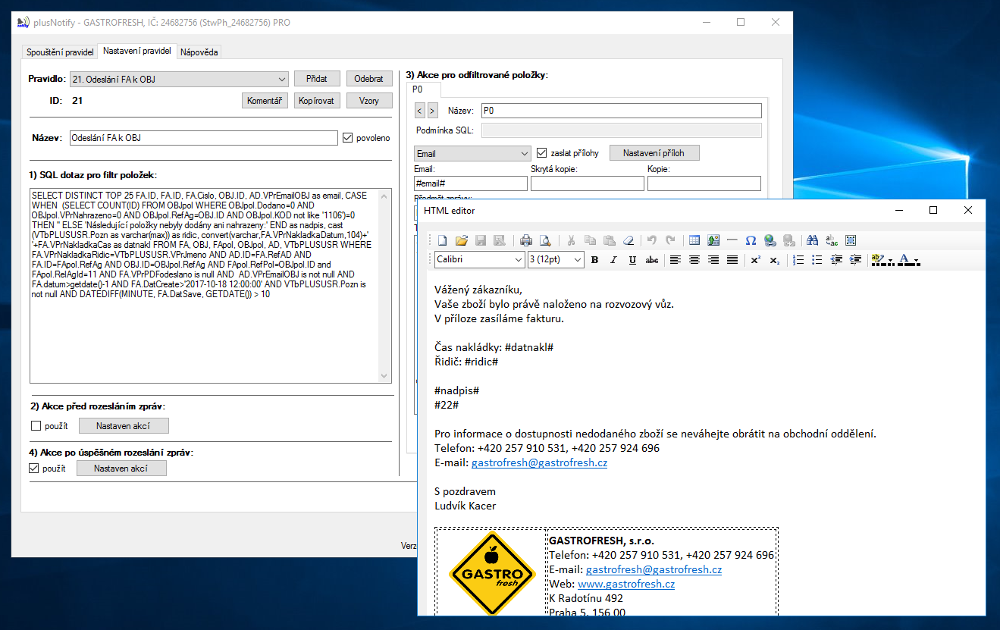 plusNotify - GASTROFRESH, IČ: 24682756 (StwPh_24682756) PRO
Spouštění pravidel
Nastavení pravidel
Nápověda
Pravidlo: 21. Odeslání FA k OBJ
Přidat
Odebrat
ID: 21
Komentář
Kopírovat
Vzory
Název: Odeslání FA k OBJ
povoleno
1) SQL dotaz pro filtr položek:
SELECT DISTINCT TOP 25 FA.ID, FA.ID, FA.Cislo, OBJ.ID, AD.VPrEmailOBJ as email, CASE
WHEN (SELECT COUNT(ID) FROM OBJpol WHERE OBJpol.Dodano=0 AND
OBJpol.VPrNahrazeno=0 AND OBJpol.RefAg=OBJ.ID AND OBJpol.KOD not like '1106')=0
THEN '' ELSE 'Následující položky nebyly dodány ani nahrazeny:' END as nadpis, cast
(VTbPLUSUSR.Pozn as varchar(max)) as ridic, convert(varchar,FA.VPrNakladkaDatum,104)+'
'+FA.VPrNakladkaCas as datnakl FROM FA, OBJ, FApol, OBJpol, AD, VTbPLUSUSR WHERE
FA.VPrNakladkaRidic=VTbPLUSUSR.VPrJmeno AND AD.ID=FA.RefAD AND
FA.ID=FApol.RefAg AND OBJ.ID=OBJpol.RefAg AND FApol.RefPol=OBJpol.ID and
FApol.RelAgId=11 AND FA.VPrPDFodeslano is null AND AD.VPrEmailOBJ is not null AND
FA.datum>getdate()-1 AND FA.DatCreate>'2017-10-18 12:00:00' AND VTbPLUSUSR.Pozn is
not null AND DATEDIFF(MINUTE, FA.DatSave, GETDATE()) > 10
2) Akce před rozesláním zpráv:
použít
Nastaven akcí
4) Akce po úspěšném rozeslání zpráv:
použít
Nastaven akcí
3) Akce pro odfiltrované položky:
P0
< >
Název: P0
Podmínka SQL:
Email
zaslat přílohy
Nastavení příloh
Email:
Skrytá kopie:
Kopie:
#email#
Předmět zprávy:
Verz
HTML editor
Calibri
3 (12pt)
B I U abc
Vážený zákazníku,
Vaše zboží bylo právě naloženo na rozvozový vůz.
V příloze zasíláme fakturu.
Čas nakládky: #datnakl#
Řidič: #ridic#
#nadpis#
#22#
Pro informace o dostupnosti nedodaného zboží se neváhejte obrátit na obchodní oddělení.
Telefon: +420 257 910 531, +420 257 924 696
E-mail: gastrofresh@gastrofresh.cz
S pozdravem
Ludvík Kacer
GASTRO
fresh
GASTROFRESH, s.r.o.
Telefon: +420 257 910 531, +420 257 924 696
E-mail: gastrofresh@gastrofresh.cz
Web: www.gastrofresh.cz
K Radotínu 492
Praha 5, 156 00